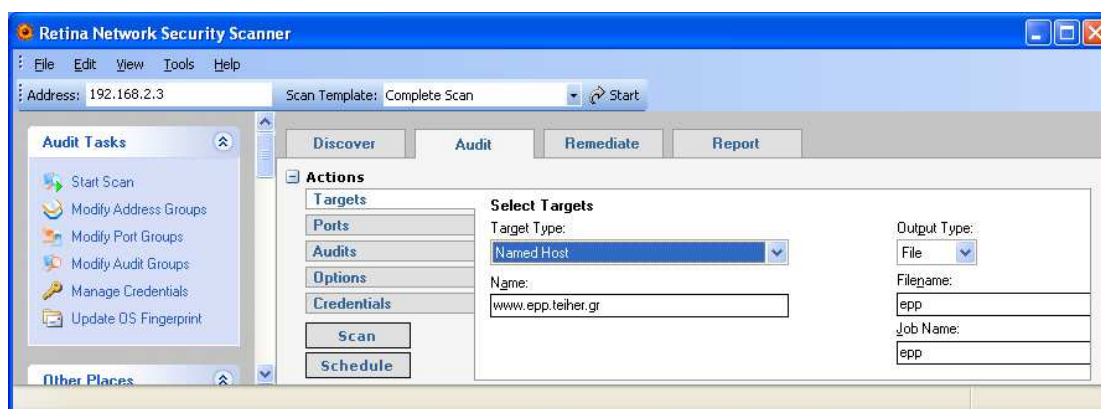 Retina Network Security Scanner
File Edit View Tools Help
Address: 192.168.2.3 Scan Template: Complete Scan Start
Audit Tasks
Start Scan
Modify Address Groups
Modify Port Groups
Modify Audit Groups
Manage Credentials
Update OS Fingerprint
Other Places
Discover Audit Remediate Report
Actions
Targets
Ports
Audits
Options
Credentials
Scan
Schedule
Select Targets
Target Type:
Named Host
Name:
www.epp.teiher.gr
Output Type:
File
Filename:
epp
Job Name:
epp